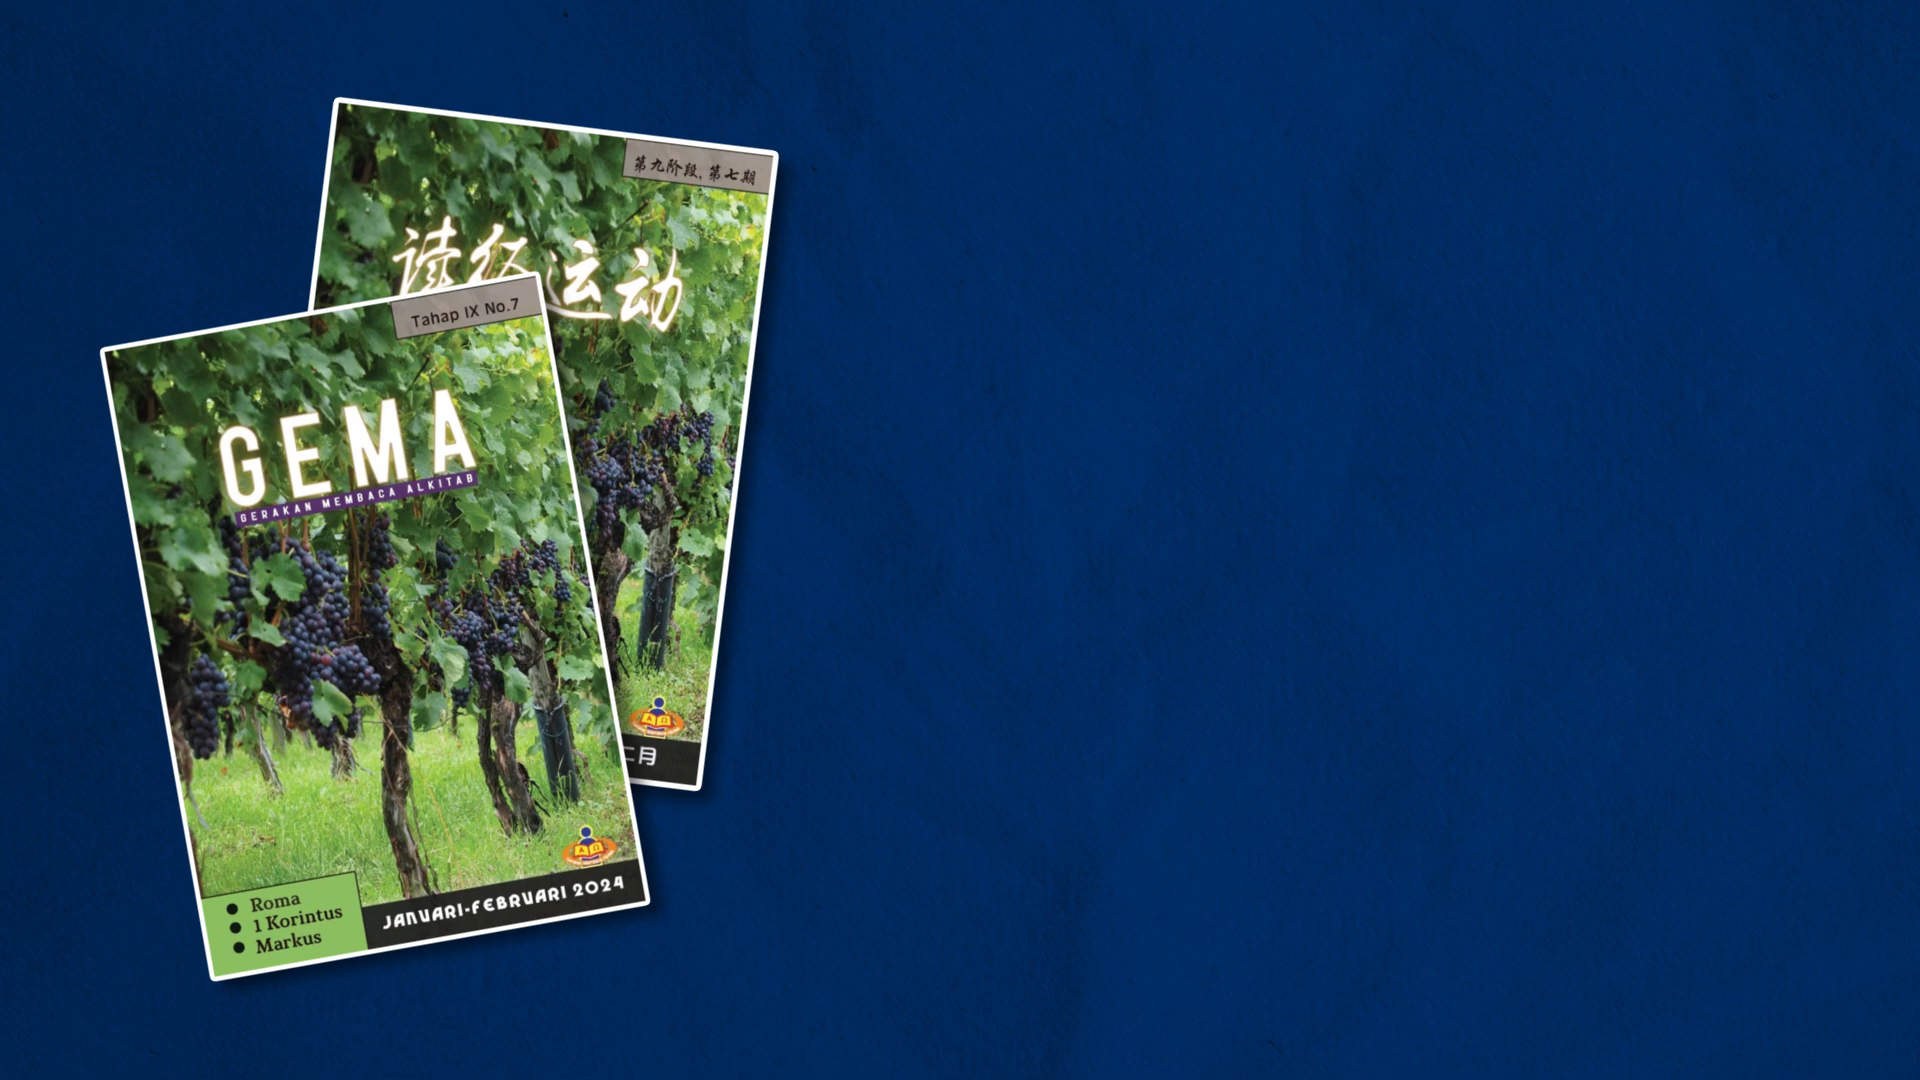 第九阶段, 第七期
读经运动
二月
Tahap IX No.7
GEMA
GERAKAN MEMBACA ALKITAB
Roma
1 Korintus
Markus
JANUARI-FEBRUARI 2024